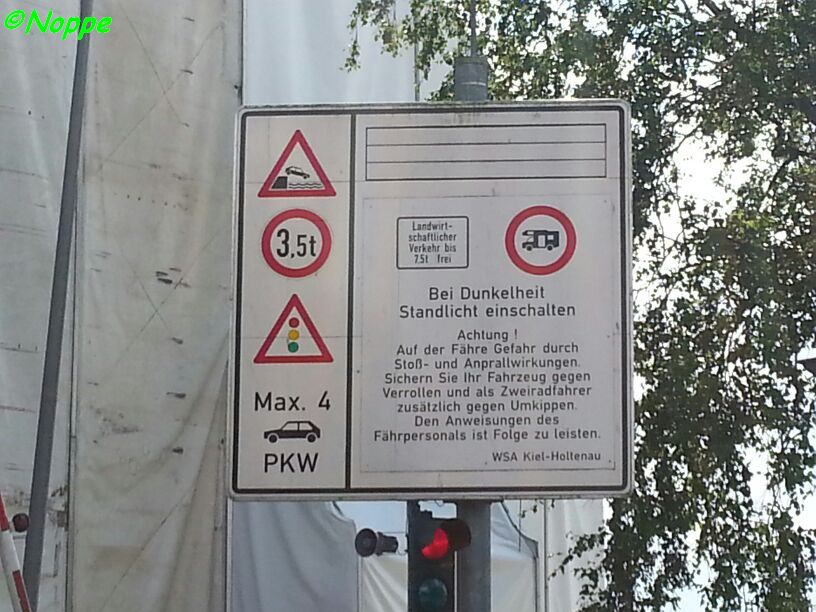 ©Noppe
3,5t
Max. 4
PKW
Landwirt-
schaftlicher
Verkehr bis
7.5t frei
Bei Dunkelheit
Standlicht einschalten
Achtung !
Auf der Fähre Gefahr durch
Stoß- und Anprallwirkungen.
Sichern Sie Ihr Fahrzeug gegen
Verrollen und als Zweiradfahrer
zusätzlich gegen Umkippen.
Den Anweisungen des
Fährpersonals ist Folge zu leisten.
WSA Kiel-Holtenau